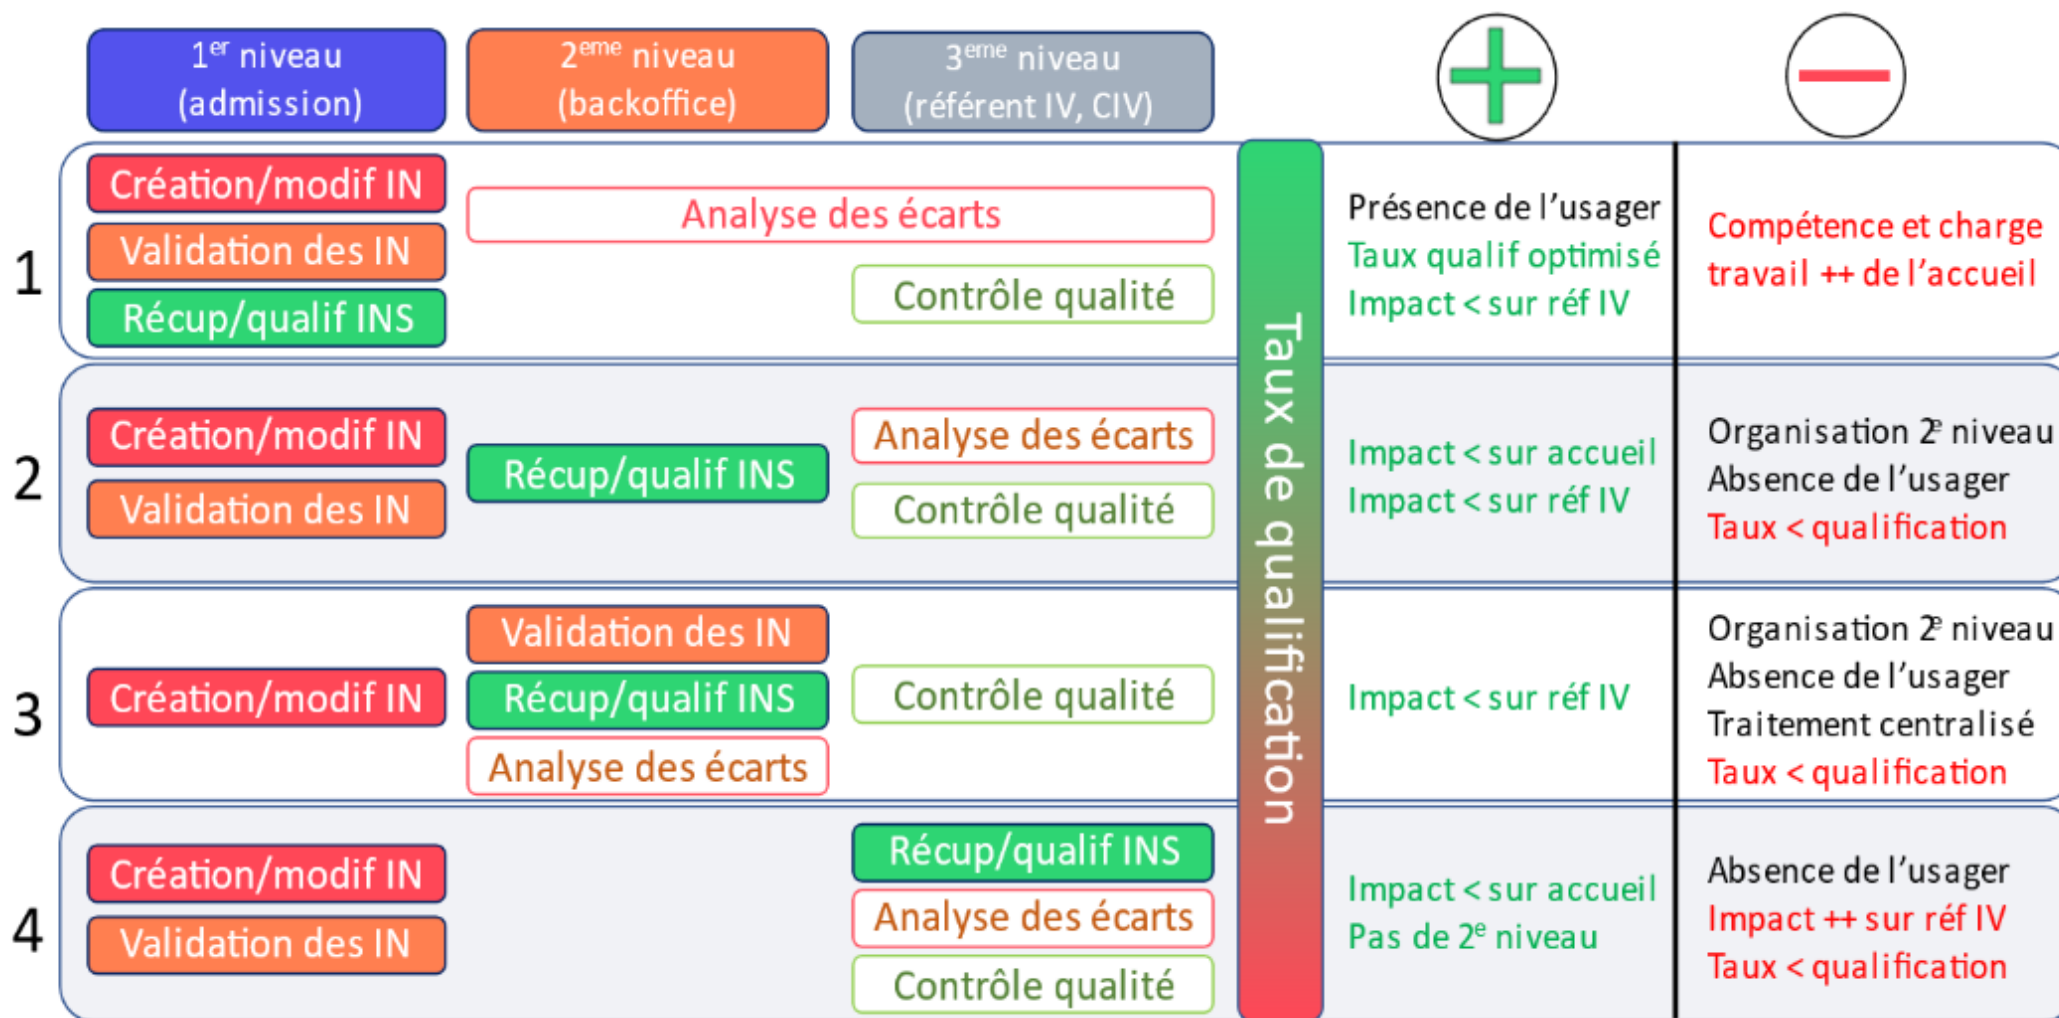 1er niveau
(admission)
2eme niveau
(backoffice)
3eme niveau
(référent IV, CIV)
1
Création/modif IN
Validation des IN
Récup/qualif INS
Analyse des écarts
Contrôle qualité
Présence de l'usager
Taux qualif optimisé
Impact < sur réf IV
Compétence et charge
travail ++ de l'accueil
Taux de qualification
2
Création/modif IN
Validation des IN
Récup/qualif INS
Analyse des écarts
Contrôle qualité
Impact < sur accueil
Impact < sur réf IV
Organisation 2e niveau
Absence de l'usager
Taux < qualification
3
Création/modif IN
Validation des IN
Récup/qualif INS
Analyse des écarts
Contrôle qualité
Impact < sur réf IV
Organisation 2e niveau
Absence de l'usager
Traitement centralisé
Taux < qualification
4
Création/modif IN
Validation des IN
Récup/qualif INS
Analyse des écarts
Contrôle qualité
Impact < sur accueil
Pas de 2e niveau
Absence de l'usager
Impact ++ sur réf IV
Taux < qualification